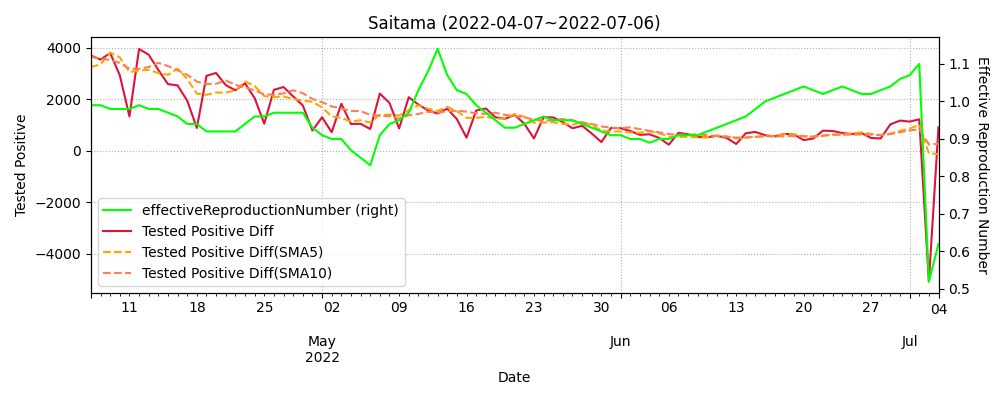 Saitama (2022-04-07~2022-07-06)
4000
2000
0
−2000
−4000
Tested Positive
1.1
1.0
0.9
0.8
0.7
0.6
0.5
Effective Reproduction Number
effectiveReproductionNumber (right)
Tested Positive Diff
Tested Positive Diff(SMA5)
Tested Positive Diff(SMA10)
11 18 25 02 09 16 23 30 06 13 20 27 04
May Jun Jul
2022
Date